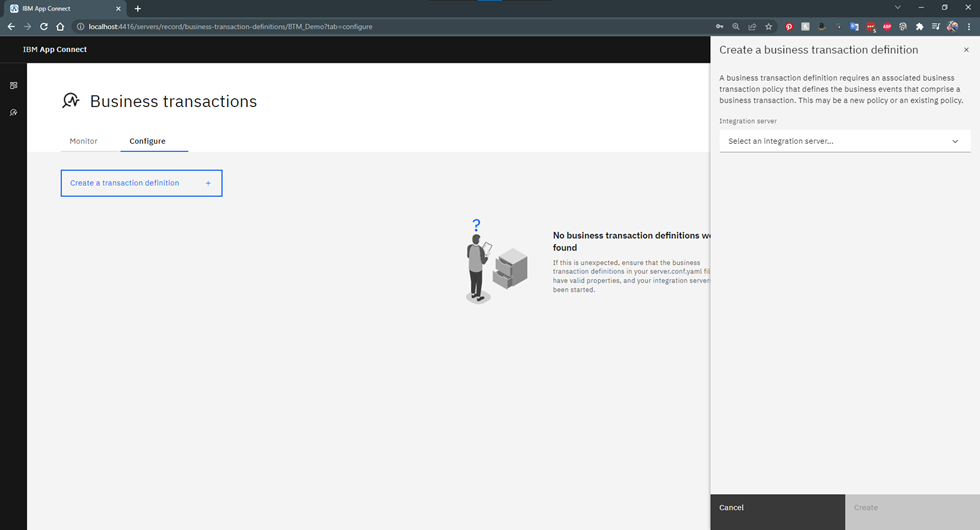 IBM App Connect
localhost:4416/servers/record/business-transaction-definitions/BTM_Demo?tab=configure
IBM App Connect
Business transactions
Monitor
Configure
Create a transaction definition +
?
No business transaction definitions we
found
If this is unexpected, ensure that the business
transaction definitions in your server.conf.yaml fil
have valid properties, and your integration servers
been started.
Create a business transaction definition
A business transaction definition requires an associated business
transaction policy that defines the business events that comprise a
business transaction. This may be a new policy or an existing policy.
Integration server
Select an integration server...
Cancel
Create